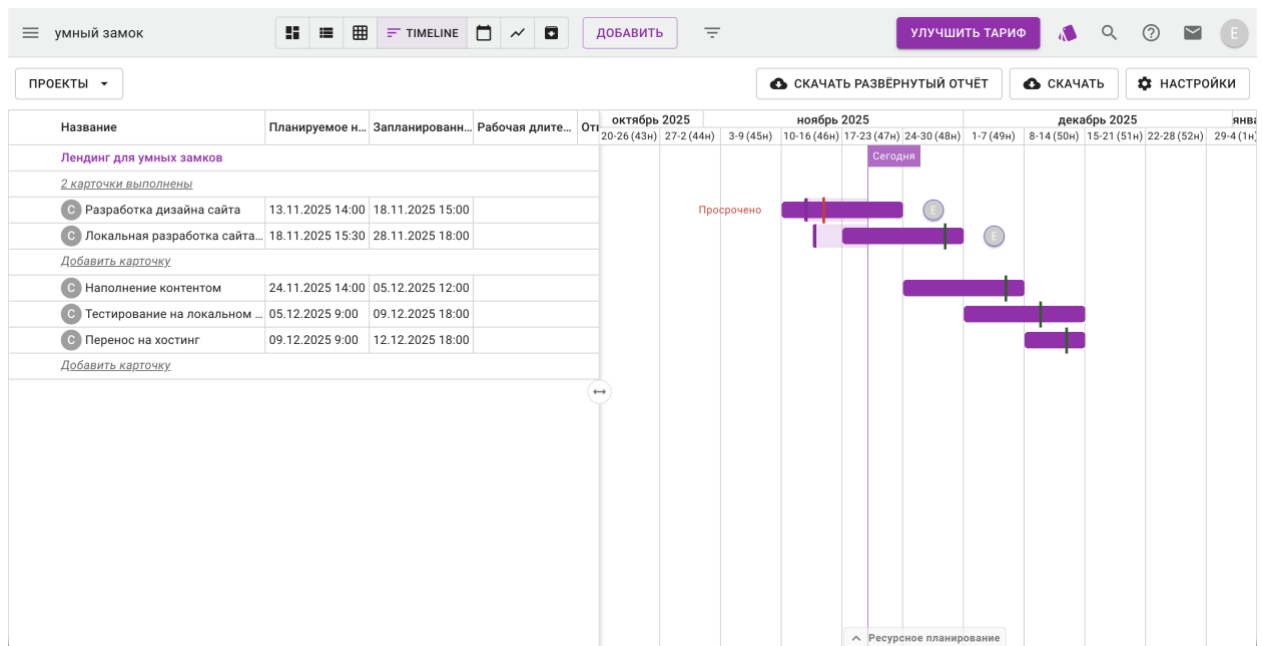 умный замок TIMELINE ДОБАВИТЬ УЛУЧШИТЬ ТАРИФ E
ПРОЕКТЫ СКАЧАТЬ РАЗВЁРНУТЫЙ ОТЧЁТ СКАЧАТЬ НАСТРОЙКИ
Название Планируемое н... Запланированн... Рабочая длите... От
октябрь 2025 ноябрь 2025 декабрь 2025 янва
20-26 (43н) 27-2 (44н) 3-9 (45н) 10-16 (46н) 17-23 (47н) 24-30 (48н) 1-7 (49н) 8-14 (50н) 15-21 (51н) 22-28 (52н) 29-4 (1н)
Лендинг для умных замков Сегодня
2 карточки выполнены
С Разработка дизайна сайта 13.11.2025 14:00 18.11.2025 15:00 Просрочено E
С Локальная разработка сайта... 18.11.2025 15:30 28.11.2025 18:00 E
Добавить карточку
С Наполнение контентом 24.11.2025 14:00 05.12.2025 12:00
С Тестирование на локальном ... 05.12.2025 9:00 09.12.2025 18:00
С Перенос на хостинг 09.12.2025 9:00 12.12.2025 18:00
Добавить карточку
Ресурсное планирование